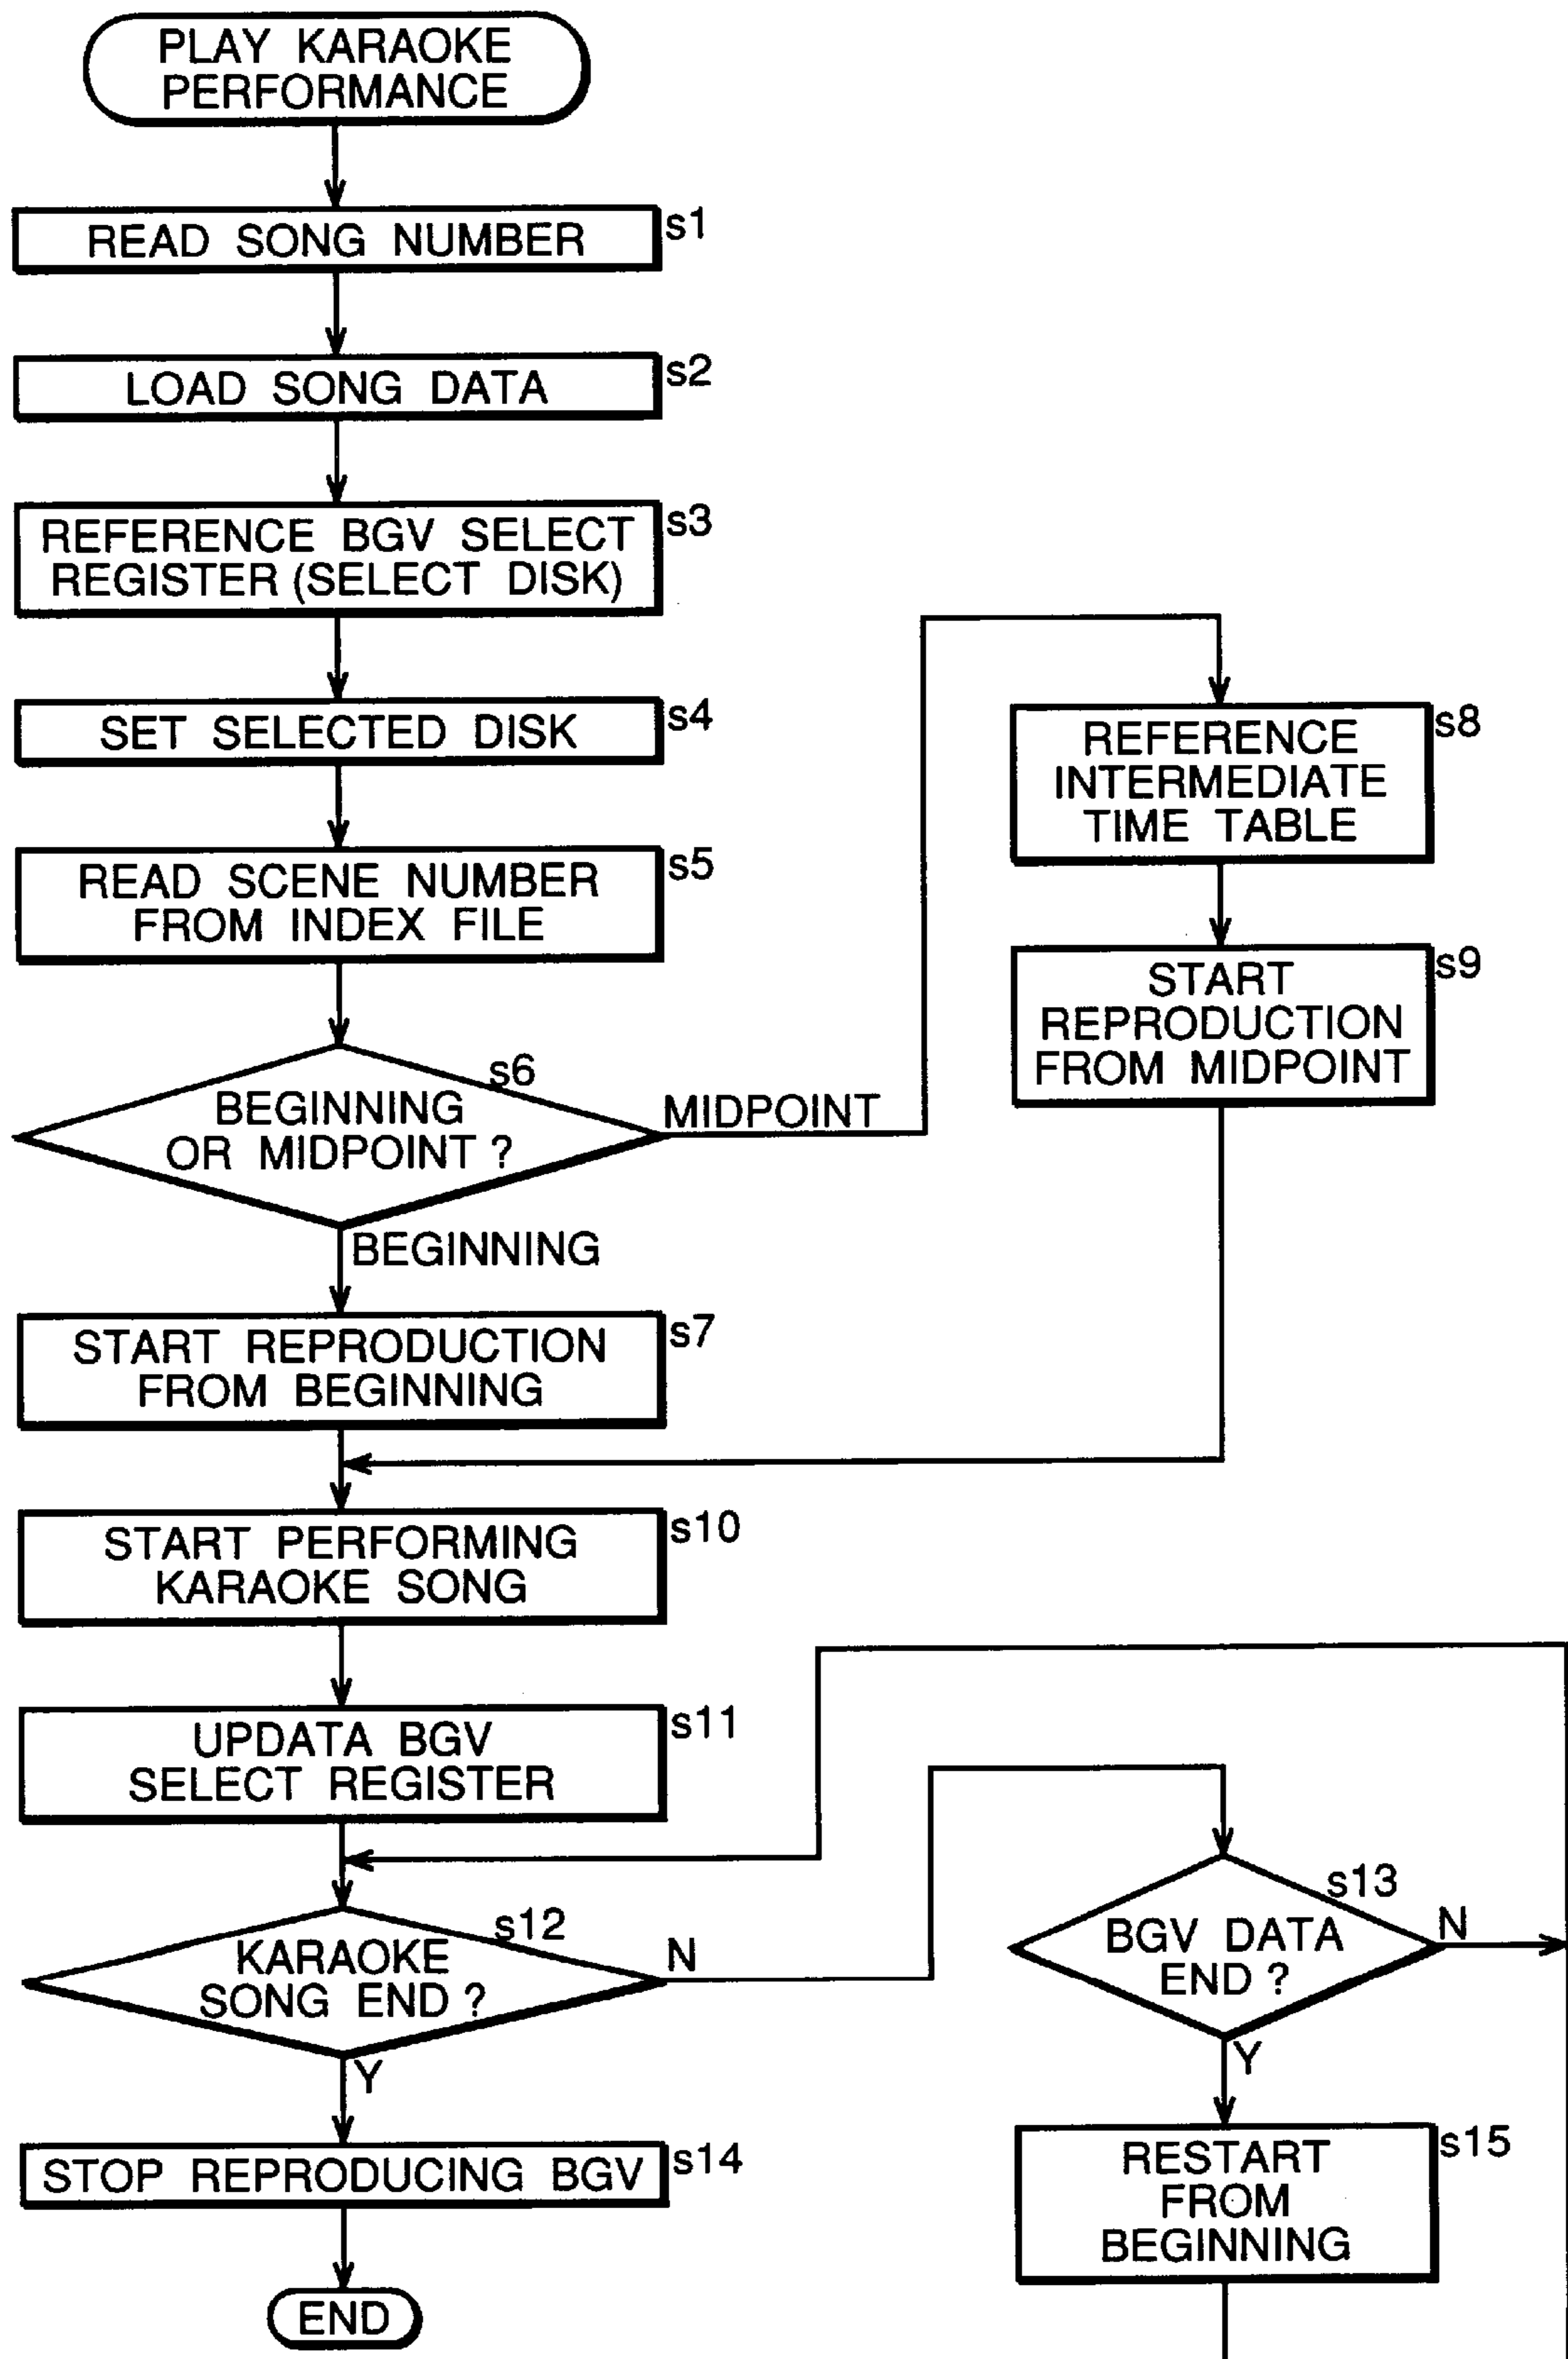 PLAY KARAOKE
PERFORMANCE
READ SONG NUMBER
s1
LOAD SONG DATA
s2
REFERENCE BGV SELECT
REGISTER (SELECT DISK)
s3
SET SELECTED DISK
s4
READ SCENE NUMBER
FROM INDEX FILE
s5
s6
BEGINNING
OR MIDPOINT ?
MIDPOINT
BEGINNING
START REPRODUCTION
FROM BEGINNING
s7
REFERENCE
INTERMEDIATE
TIME TABLE
s8
START
REPRODUCTION
FROM MIDPOINT
s9
START PERFORMING
KARAOKE SONG
s10
UPDATA BGV
SELECT REGISTER
s11
s12
KARAOKE
SONG END ?
N
Y
s13
BGV DATA
END ?
N
Y
STOP REPRODUCING BGV
s14
RESTART
FROM
BEGINNING
s15
END